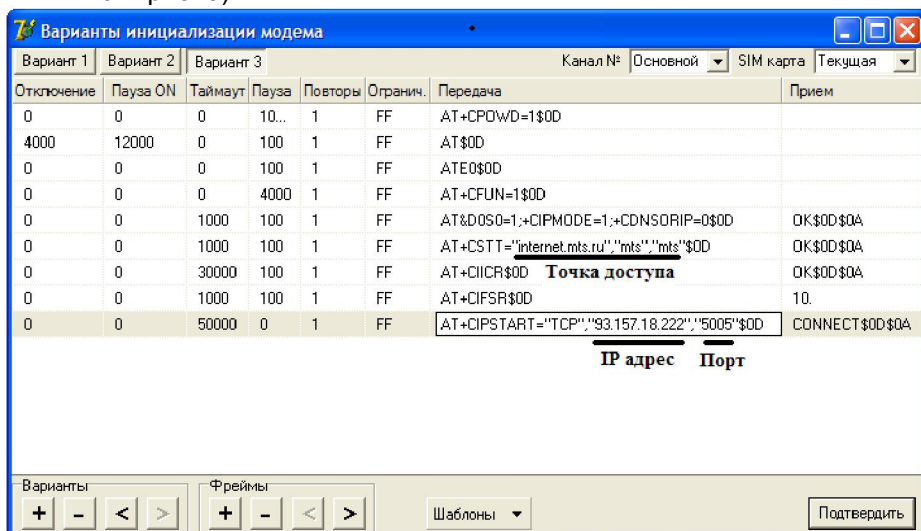 Варианты инициализации модема
Вариант 1 Вариант 2 Вариант 3 Канал № Основной SIM карта Текущая
Отключение Пауза ON Таймаут Пауза Повторы Огранич. Передача Прием
0 0 0 10... 1 FF AT+CPOWD=1$0D
4000 12000 0 100 1 FF AT$0D
0 0 0 100 1 FF ATE0$0D
0 0 0 4000 1 FF AT+CFUN=1$0D
0 0 1000 100 1 FF AT&D0S0=1;+CIPMODE=1;+CDNSORIP=0$0D OK$0D$0A
0 0 1000 100 1 FF AT+CSTT="internet.mts.ru","mts","mts"$0D OK$0D$0A
0 0 30000 100 1 FF AT+CIICR$0D Точка доступа OK$0D$0A
0 0 1000 100 1 FF AT+CIFSR$0D 10.
0 0 50000 0 1 FF AT+CIPSTART="TCP","93.157.18.222","5005"$0D CONNECT$0D$0A
IP адрес Порт
Варианты Фреймы
+ - < > + - < > Шаблоны Подтвердить